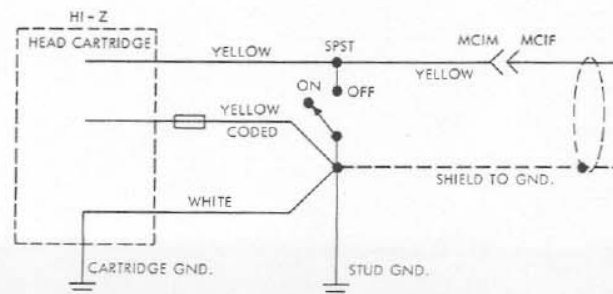 HI-Z
HEAD CARTRIDGE
YELLOW
SPST
MCIM
MCIF
YELLOW
ON
OFF
YELLOW
CODED
SHIELD TO GND.
WHITE
CARTRIDGE GND.
STUD GND.